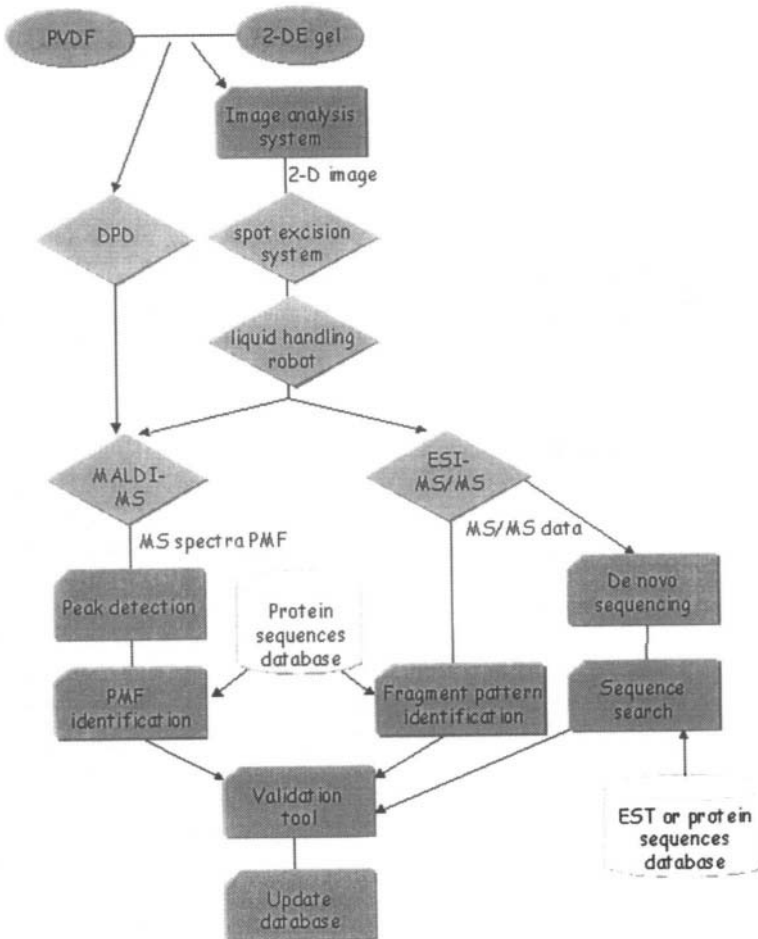 PVDF
2-DE gel
Image analysis
system
2-D image
DPD
spot excision
system
liquid handling
robot
MALDI-
MS
ESI-
MS/MS
MS spectra PMF
MS/MS data
Peak detection
Protein
sequences
database
De novo
sequencing
PMF
identification
Fragment pattern
identification
Sequence
search
Validation
tool
EST or protein
sequences
database
Update
database